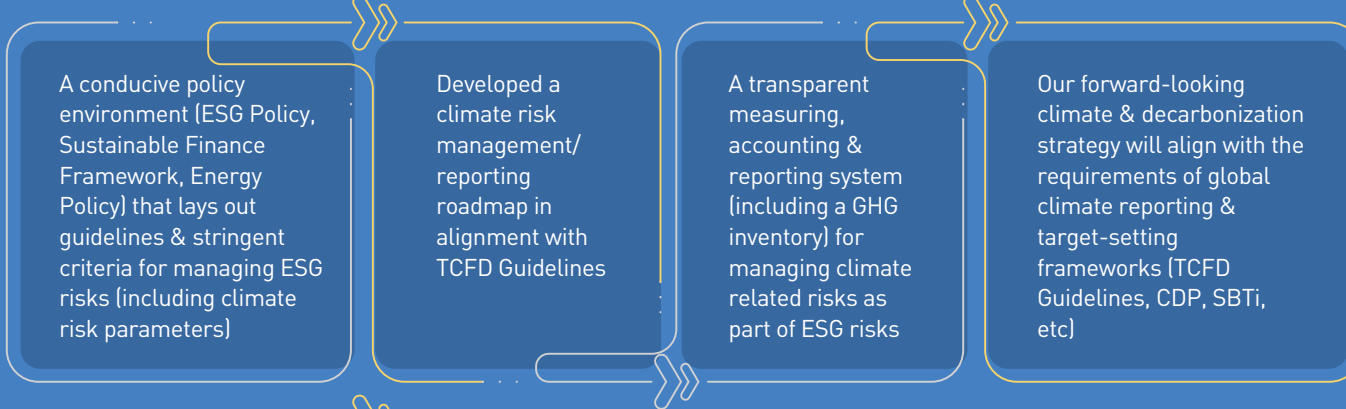 A conducive policy
environment (ESG Policy,
Sustainable Finance
Framework, Energy
Policy) that lays out
guidelines & stringent
criteria for managing ESG
risks (including climate
risk parameters)
Developed a
climate risk
management/
reporting
roadmap in
alignment with
TCFD Guidelines
A transparent
measuring,
accounting &
reporting system
(including a GHG
inventory) for
managing climate
related risks as
part of ESG risks
Our forward-looking
climate & decarbonization
strategy will align with the
requirements of global
climate reporting &
target-setting
frameworks (TCFD
Guidelines, CDP, SBTi,
etc)